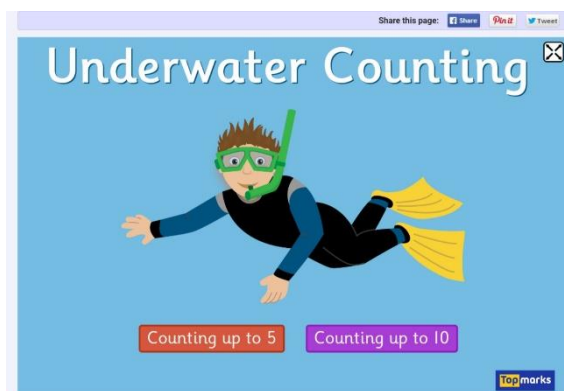 Share this page: Share Pin it Tweet
Underwater Counting
Counting up to 5 Counting up to 10
Topmarks